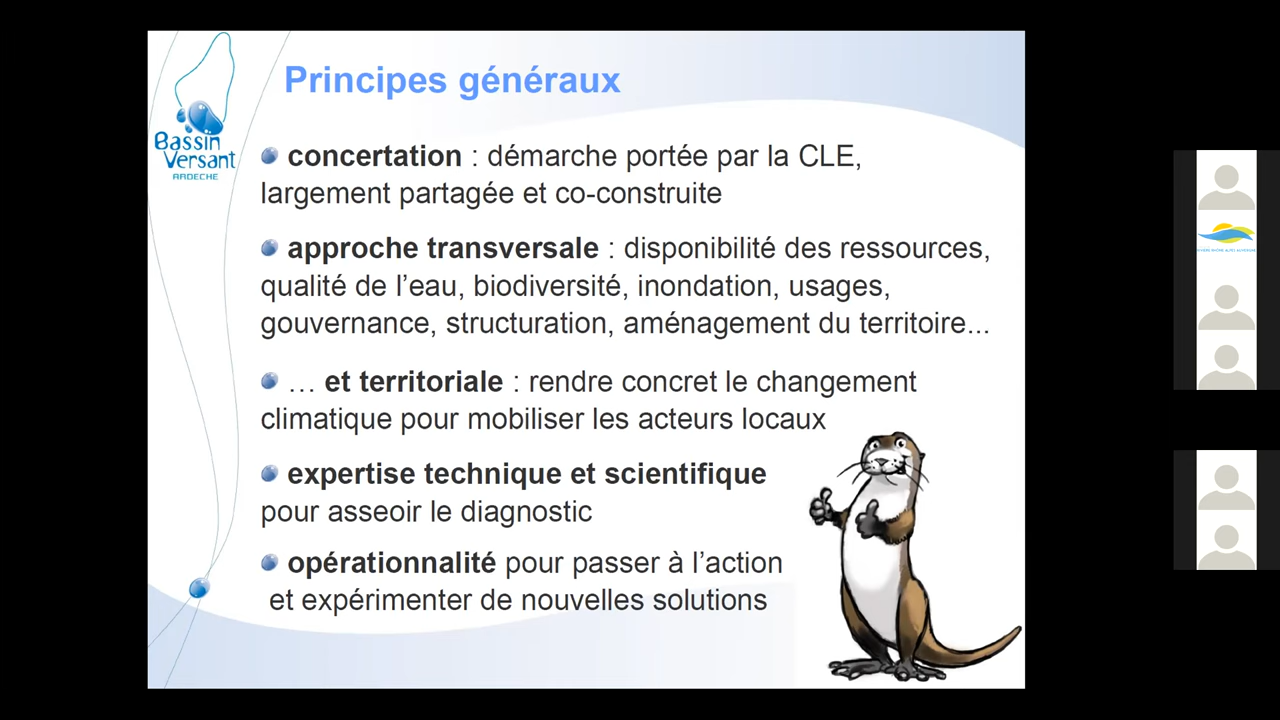 Principes généraux
Bassin
Versant
ARDECHE
concertation : démarche portée par la CLE,
largement partagée et co-construite
approche transversale : disponibilité des ressources,
qualité de l’eau, biodiversité, inondation, usages,
gouvernance, structuration, aménagement du territoire...
… et territoriale : rendre concret le changement
climatique pour mobiliser les acteurs locaux
expertise technique et scientifique
pour asseoir le diagnostic
opérationnalité pour passer à l’action
et expérimenter de nouvelles solutions